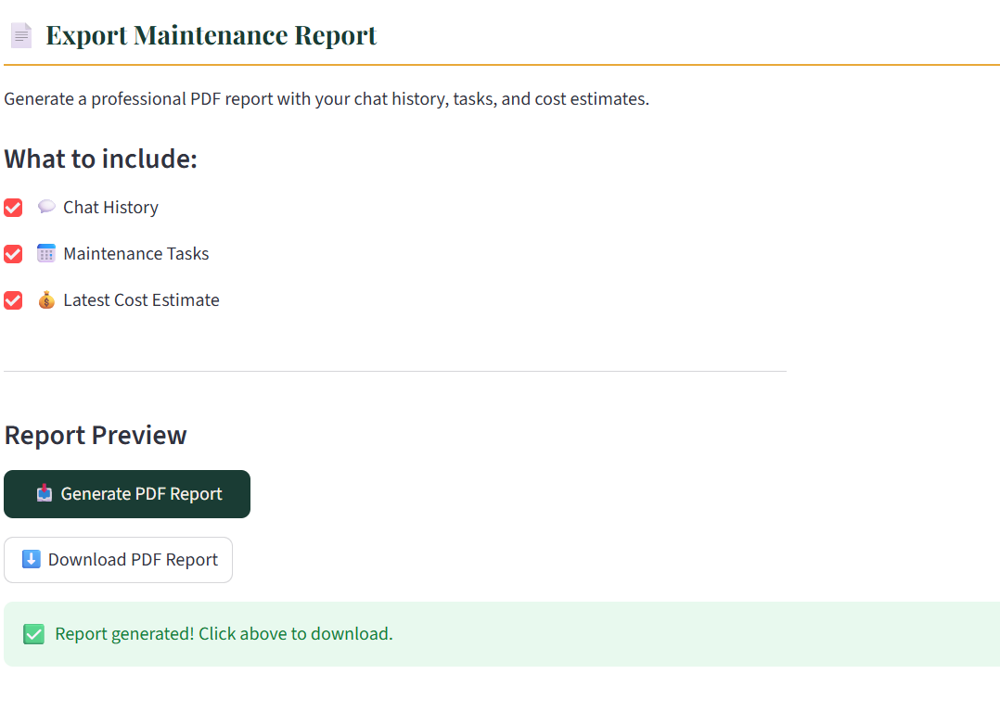 Export Maintenance Report
Generate a professional PDF report with your chat history, tasks, and cost estimates.
What to include:
Chat History
Maintenance Tasks
Latest Cost Estimate
Report Preview
Generate PDF Report
Download PDF Report
Report generated! Click above to download.